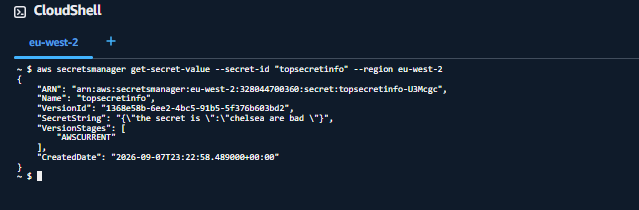 CloudShell
eu-west-2 +
~ $ aws secretsmanager get-secret-value --secret-id "topsecretinfo" --region eu-west-2
{
    "ARN": "arn:aws:secretsmanager:eu-west-2:328044700360:secret:topsecretinfo-U3Mcgc",
    "Name": "topsecretinfo",
    "VersionId": "1368e58b-6ee2-4bc5-91b5-5f376b603bd2",
    "SecretString": "{\"the secret is \":\"chelsea are bad \"}",
    "VersionStages": [
        "AWSCURRENT"
    ],
    "CreatedDate": "2026-09-07T23:22:58.489000+00:00"
}
~ $